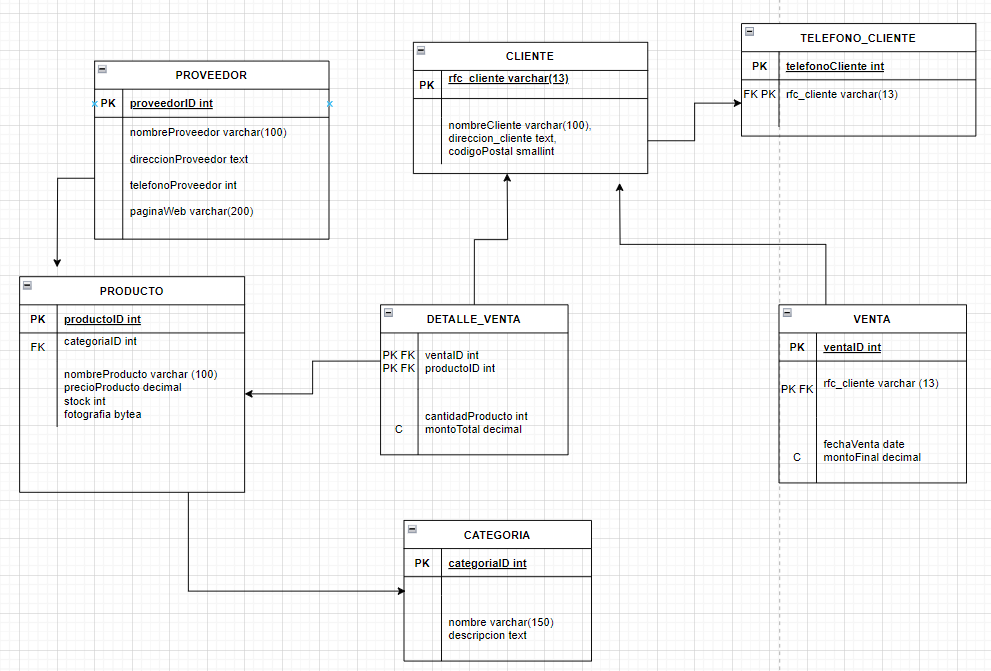 PROVEEDOR
PK proveedorID int
nombreProveedor varchar(100)
direccionProveedor text
telefonoProveedor int
paginaWeb varchar(200)
CLIENTE
PK rfc_cliente varchar(13)
nombreCliente varchar(100),
direccion_cliente text,
codigoPostal smallint
TELEFONO_CLIENTE
PK telefonoCliente int
FK PK rfc_cliente varchar(13)
PRODUCTO
PK productoID int
FK categoriaID int
nombreProducto varchar (100)
precioProducto decimal
stock int
fotografia bytea
DETALLE_VENTA
PK FK ventaID int
PK FK productoID int
cantidadProducto int
C montoTotal decimal
VENTA
PK ventaID int
PK FK rfc_cliente varchar (13)
fechaVenta date
C montoFinal decimal
CATEGORIA
PK categoriaID int
nombre varchar(150)
descripcion text